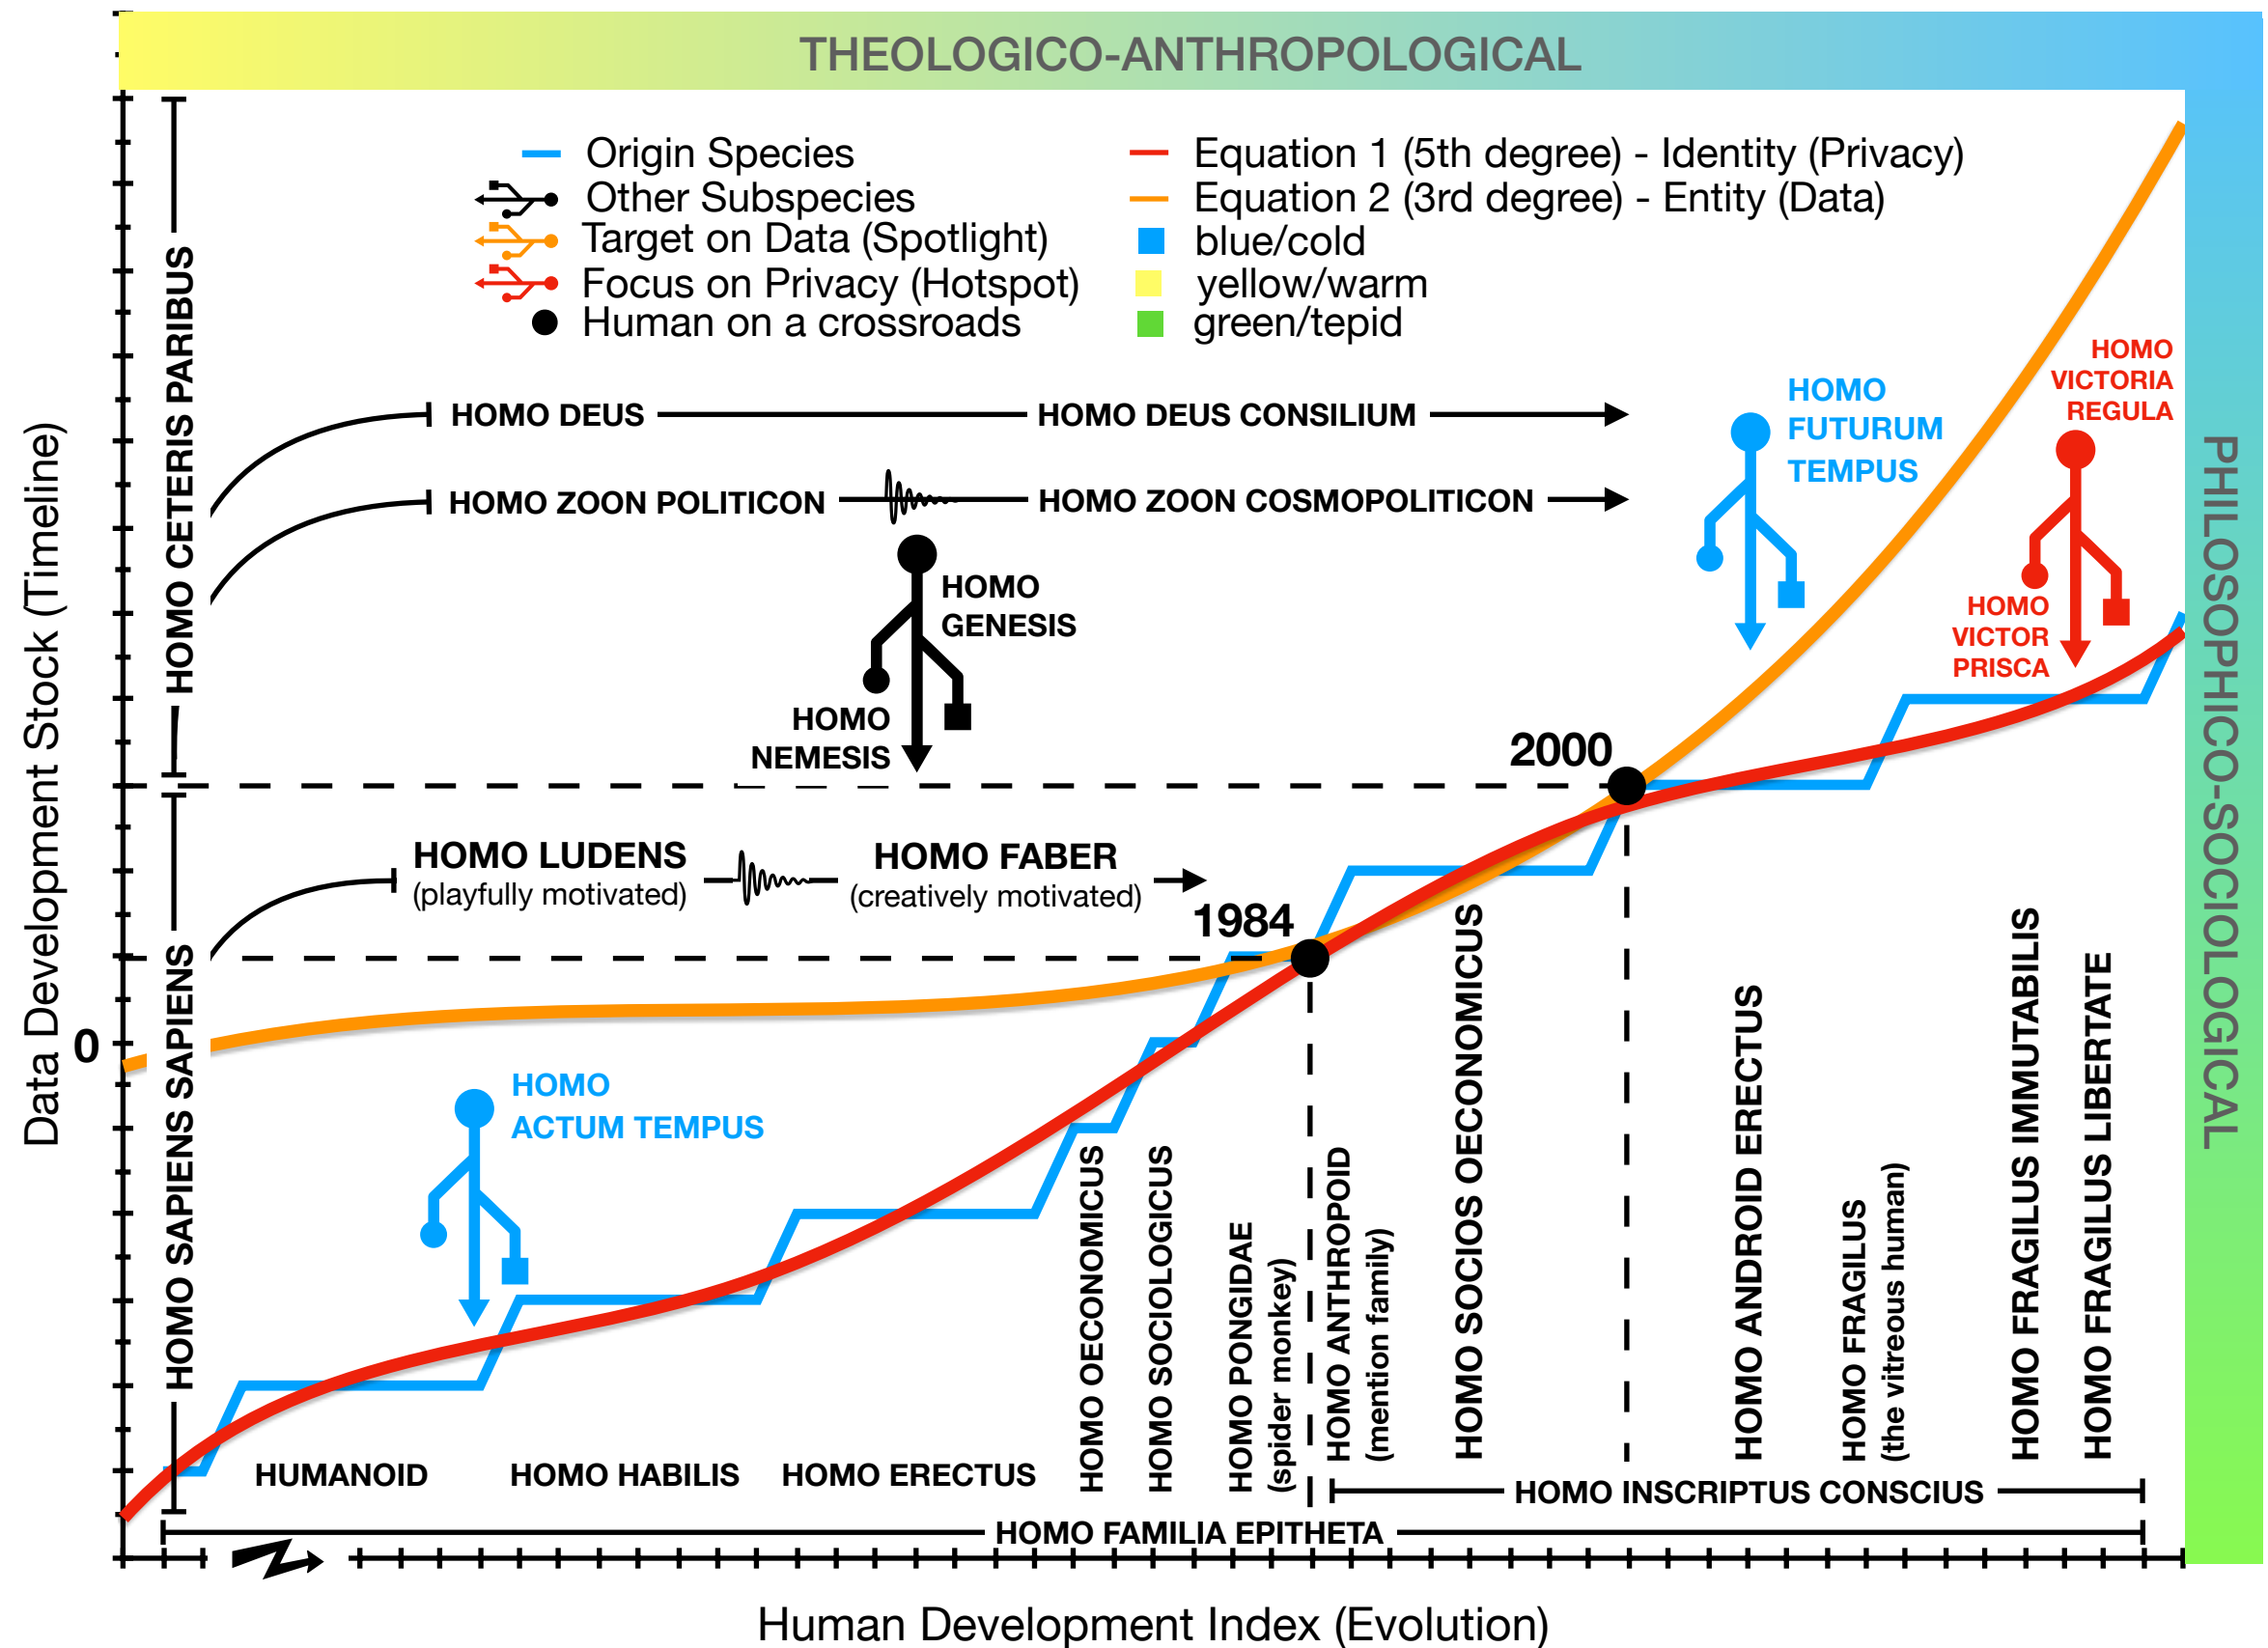 THEOLOGICO-ANTHROPOLOGICAL
Origin Species
Other Subspecies
Target on Data (Spotlight)
Focus on Privacy (Hotspot)
Human on a crossroads
Equation 1 (5th degree) - Identity (Privacy)
Equation 2 (3rd degree) - Entity (Data)
blue/cold
yellow/warm
green/tepid
PHILOSOPHICO-SOCIOLOGICAL
Data Development Stock (Timeline)
HOMO CETERIS PARIBUS
HOMO DEUS
HOMO DEUS CONSILIUM
HOMO ZOON POLITICON
HOMO ZOON COSMOPOLITICON
HOMO
GENESIS
HOMO
NEMESIS
HOMO
FUTURUM
TEMPUS
HOMO
VICTORIA
REGULA
HOMO
VICTOR
PRISCA
2000
HOMO SAPIENS SAPIENS
HOMO LUDENS
(playfully motivated)
HOMO FABER
(creatively motivated)
1984
0
HOMO
ACTUM TEMPUS
HUMANOID
HOMO HABILIS
HOMO ERECTUS
HOMO OECONOMICUS
HOMO SOCIOLOGICUS
HOMO PONGIDAE
(spider monkey)
HOMO ANTHROPOID
(mention family)
HOMO SOCIOS OECONOMICUS
HOMO ANDROID ERECTUS
HOMO FRAGILUS
(the vitreous human)
HOMO FRAGILUS IMMUTABILIS
HOMO FRAGILUS LIBERTATE
HOMO INSCRIPTUS CONSCIUS
HOMO FAMILIA EPITHETA
Human Development Index (Evolution)